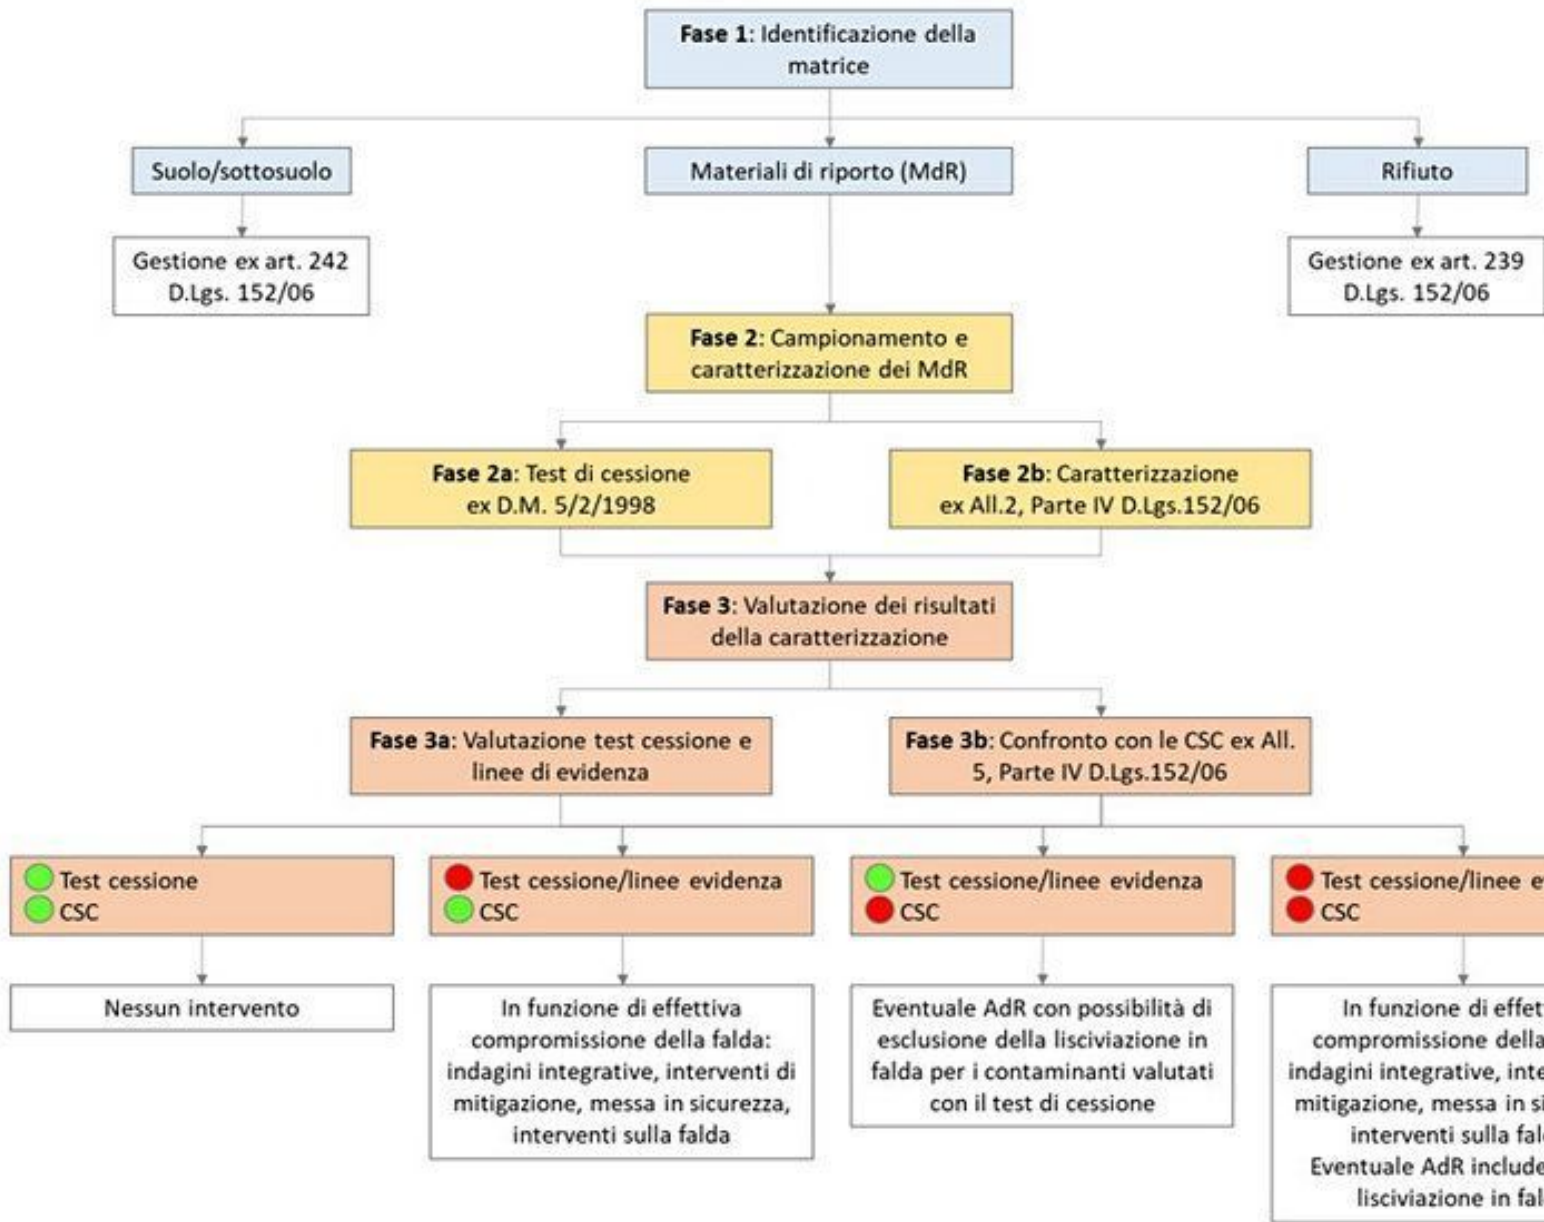 Fase 1: Identificazione della
matrice
Suolo/sottosuolo
Materiali di riporto (MdR)
Rifiuto
Gestione ex art. 242
D.Lgs. 152/06
Gestione ex art. 239
D.Lgs. 152/06
Fase 2: Campionamento e
caratterizzazione dei MdR
Fase 2a: Test di cessione
ex D.M. 5/2/1998
Fase 2b: Caratterizzazione
ex All.2, Parte IV D.Lgs.152/06
Fase 3: Valutazione dei risultati
della caratterizzazione
Fase 3a: Valutazione test cessione e
linee di evidenza
Fase 3b: Confronto con le CSC ex All.
5, Parte IV D.Lgs.152/06
Test cessione
CSC
Test cessione/linee evidenza
CSC
Test cessione/linee evidenza
CSC
Test cessione/linee
CSC
Nessun intervento
In funzione di effettiva
compromissione della falda:
indagini integrative, interventi di
mitigazione, messa in sicurezza,
interventi sulla falda
Eventuale AdR con possibilità di
esclusione della lisciviazione in
falda per i contaminanti valutati
con il test di cessione
In funzione di
compromissione della
indagini integrative,
mitigazione, messa in
interventi sulla
Eventuale AdR
lisciviazione in